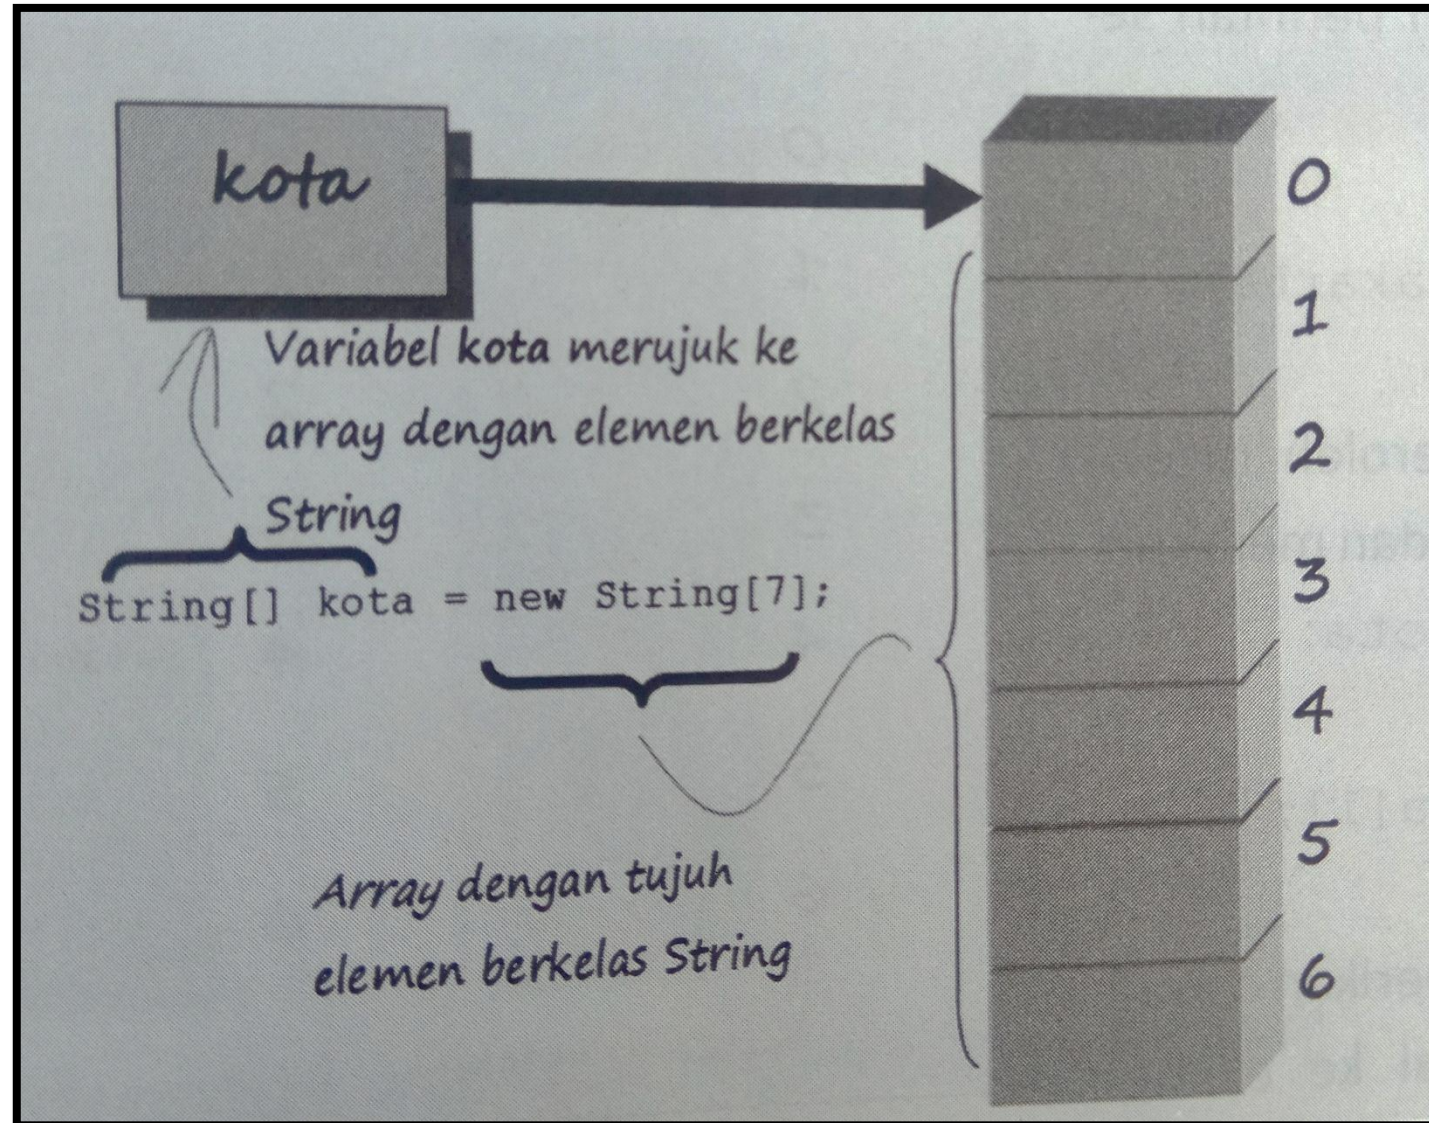 kota
0
1
2
3
4
5
6
Variabel kota merujuk ke
array dengan elemen berkelas
String
String[] kota = new String[7];
Array dengan tujuh
elemen berkelas String